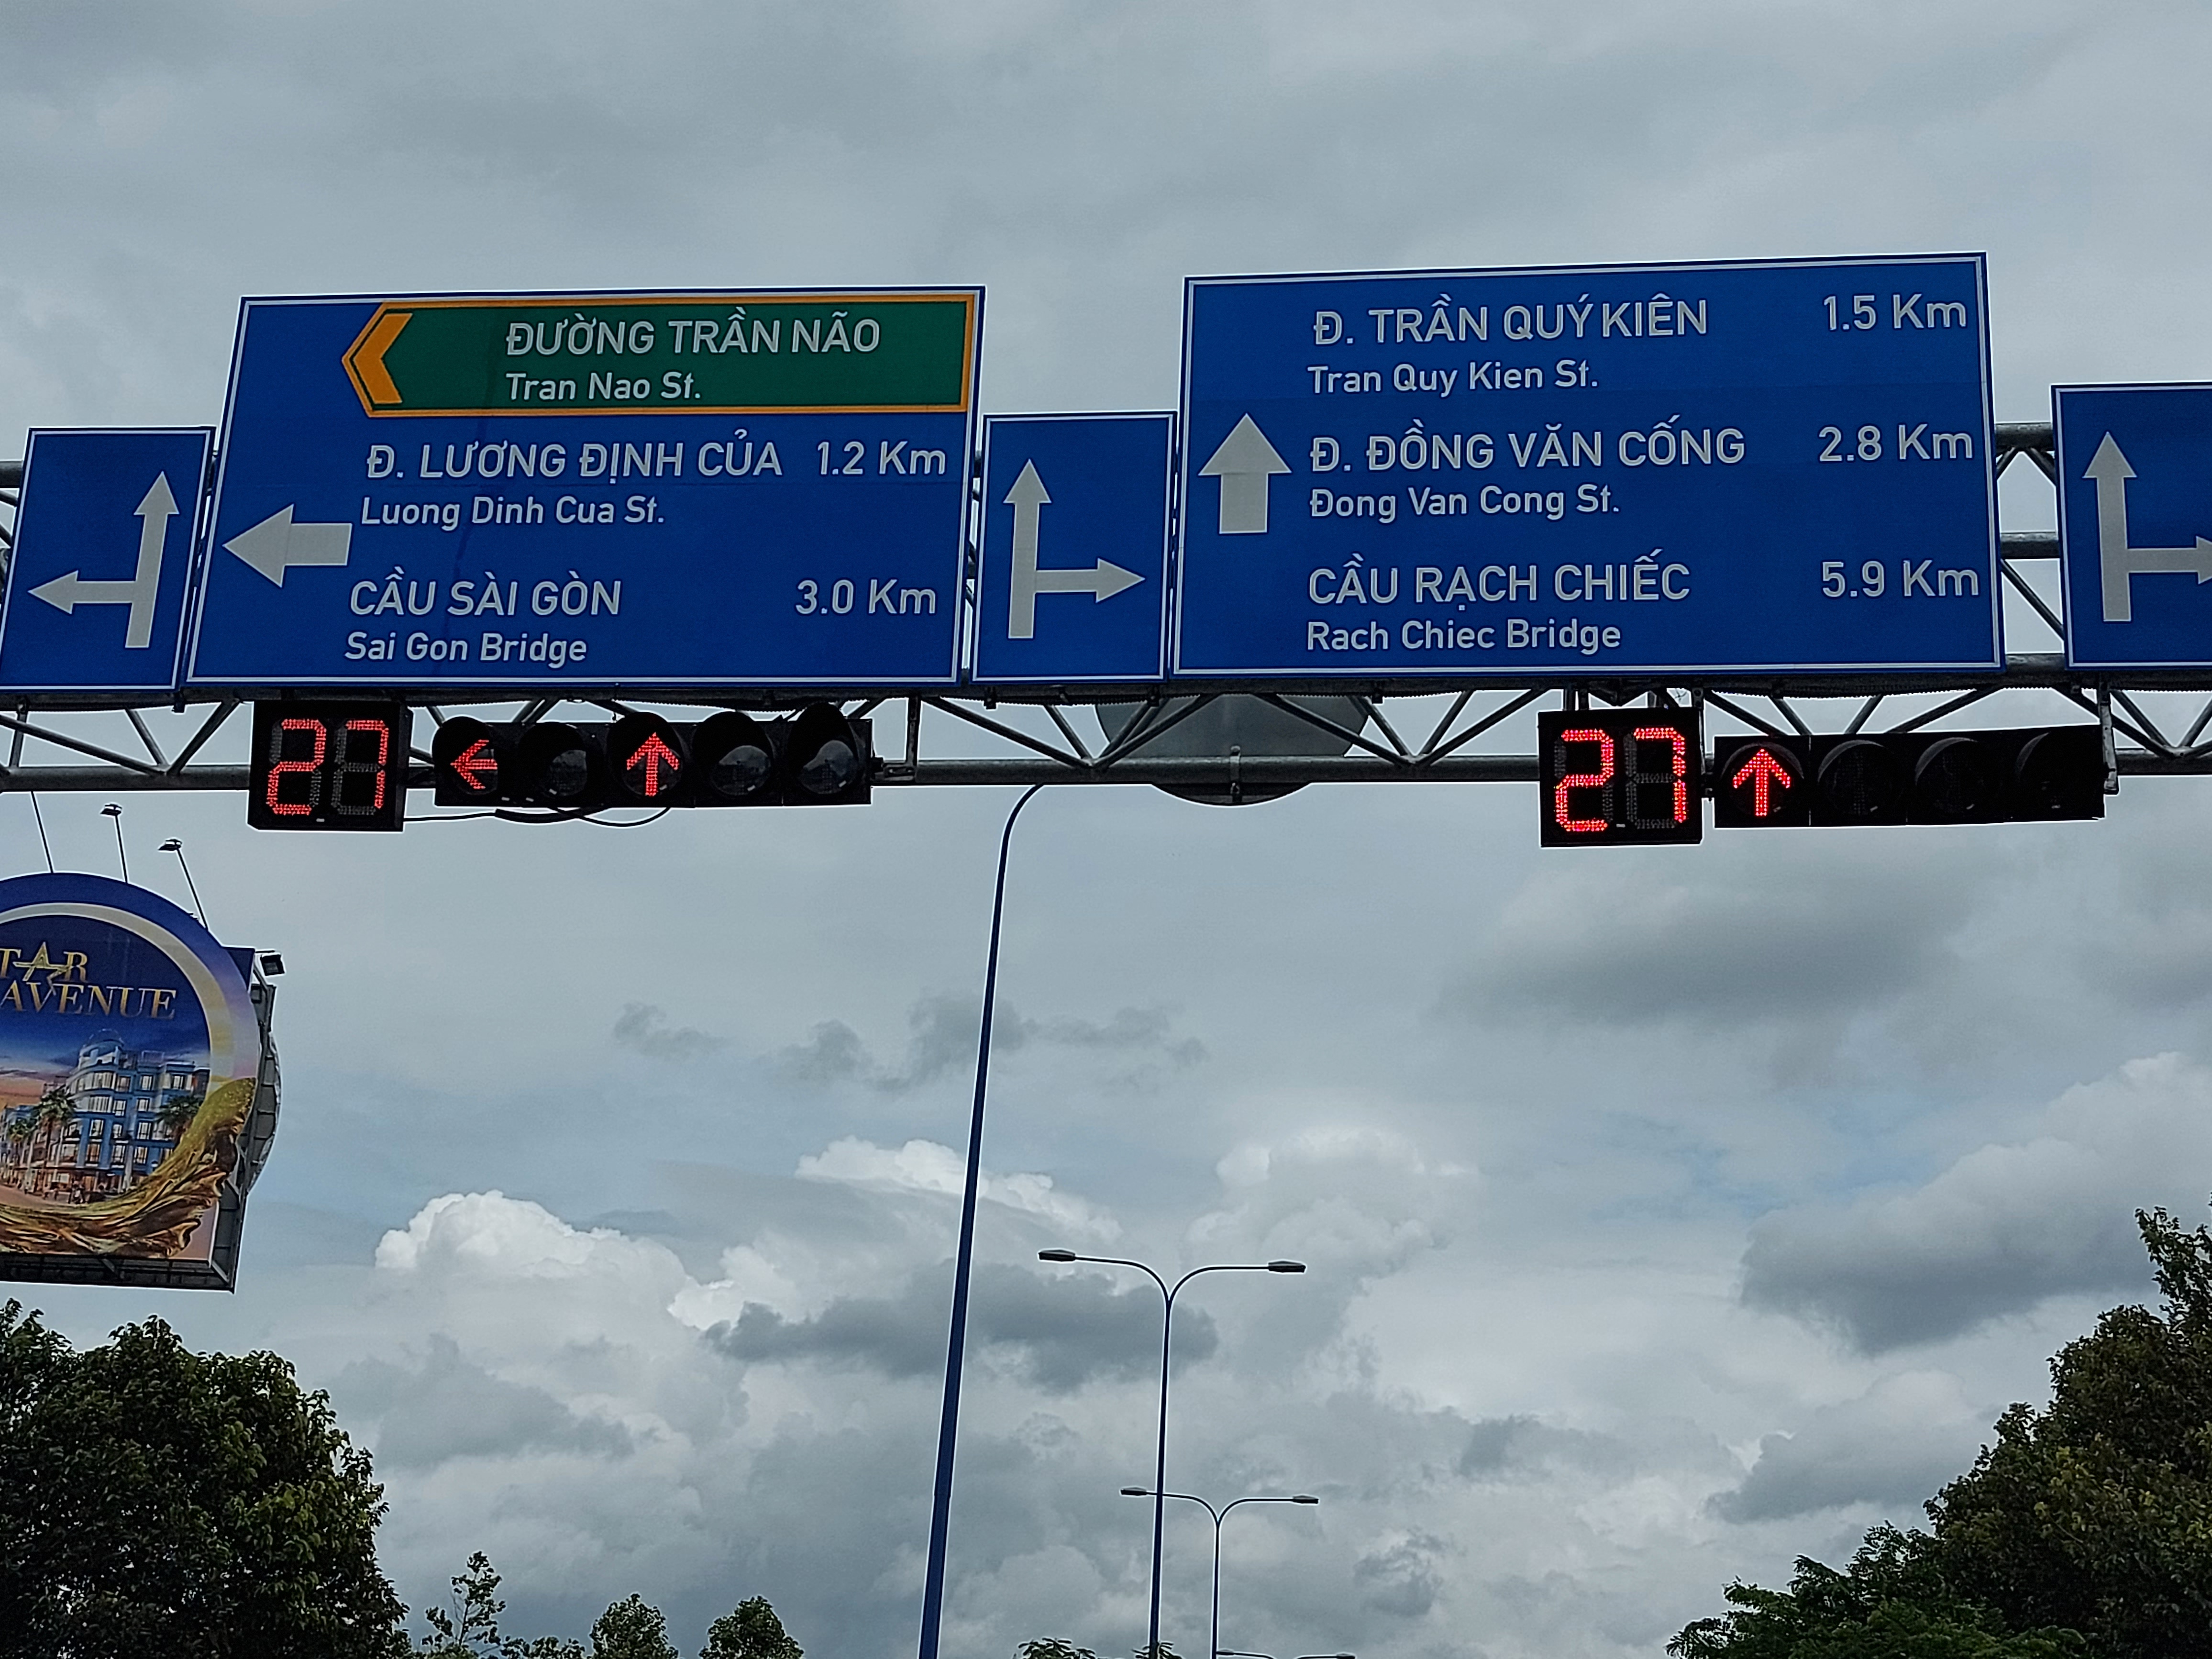 ĐƯỜNG TRẦN NÃO
Tran Nao St.
Đ. LƯƠNG ĐỊNH CỦA 1.2 Km
Luong Dinh Cua St.
CẦU SÀI GÒN 3.0 Km
Sai Gon Bridge
Đ. TRẦN QUÝ KIÊN 1.5 Km
Tran Quy Kien St.
Đ. ĐỒNG VĂN CỐNG 2.8 Km
Đong Van Cong St.
CẦU RẠCH CHIẾC 5.9 Km
Rach Chiec Bridge
27
27
TAR
AVENUE